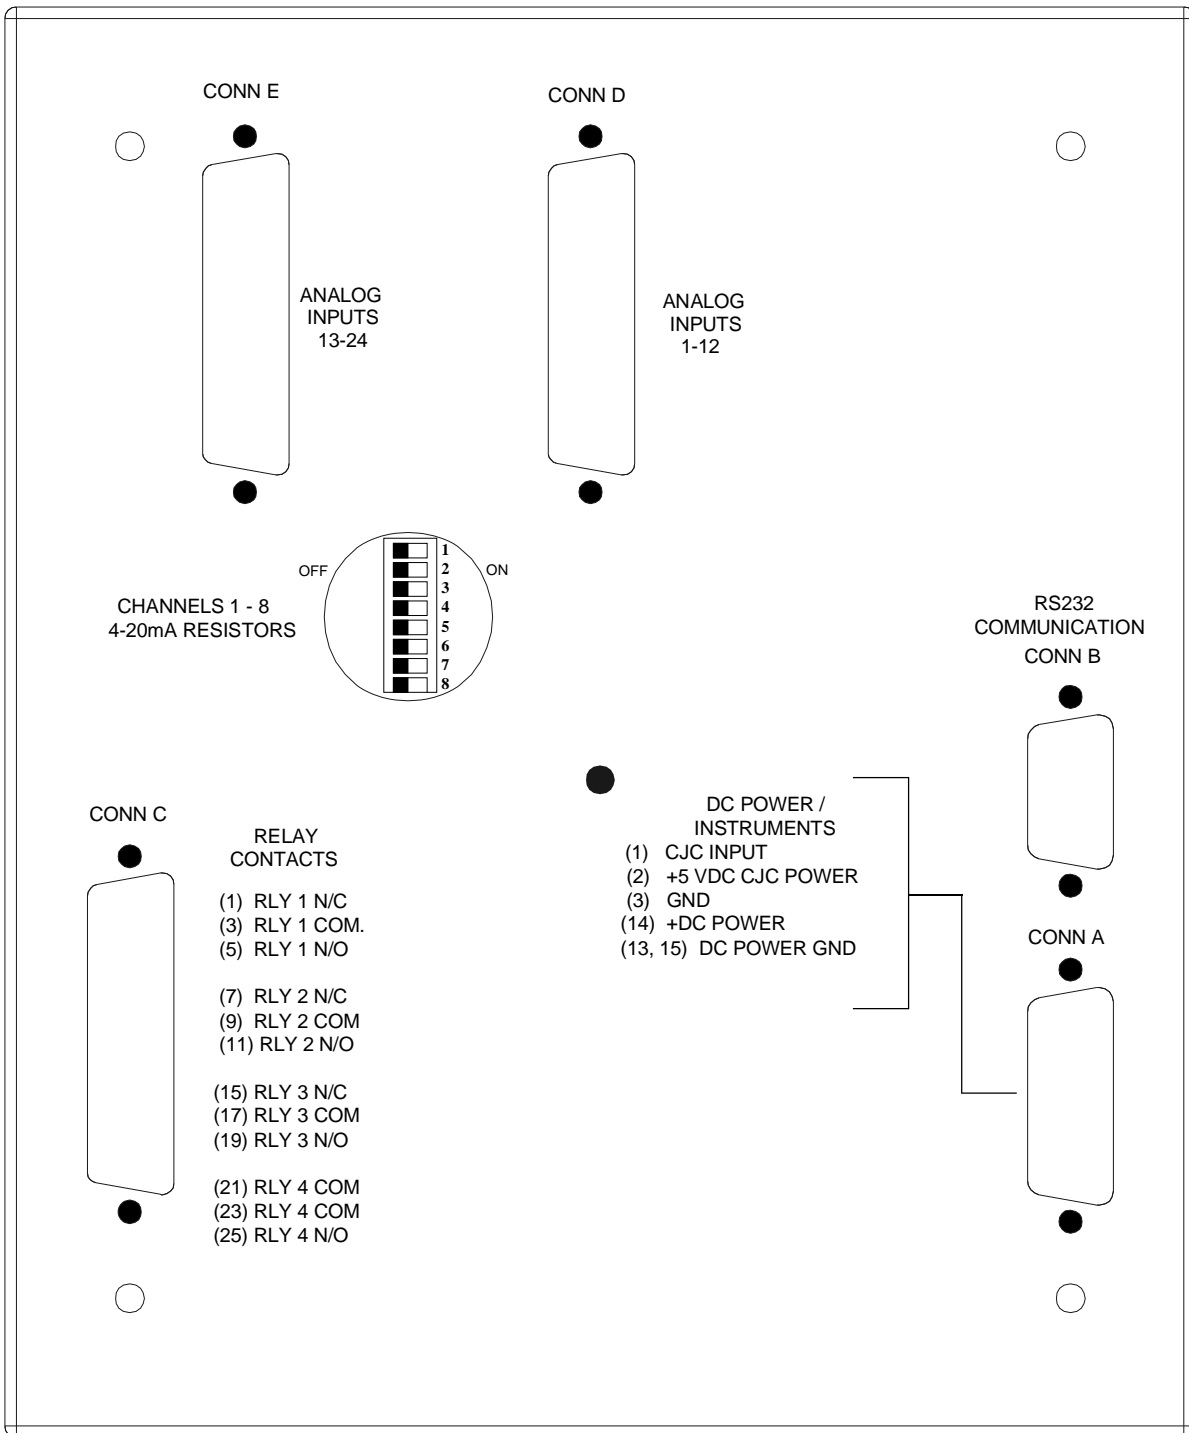 CONN E
CONN D
ANALOG
INPUTS
13-24
ANALOG
INPUTS
1-12
OFF
ON
1
2
3
4
5
6
7
8
CHANNELS 1 - 8
4-20mA RESISTORS
RS232
COMMUNICATION
CONN B
CONN C
RELAY
CONTACTS
(1) RLY 1 N/C
(3) RLY 1 COM.
(5) RLY 1 N/O
(7) RLY 2 N/C
(9) RLY 2 COM
(11) RLY 2 N/O
(15) RLY 3 N/C
(17) RLY 3 COM
(19) RLY 3 N/O
(21) RLY 4 COM
(23) RLY 4 COM
(25) RLY 4 N/O
DC POWER /
INSTRUMENTS
(1) CJC INPUT
(2) +5 VDC CJC POWER
(3) GND
(14) +DC POWER
(13, 15) DC POWER GND
CONN A